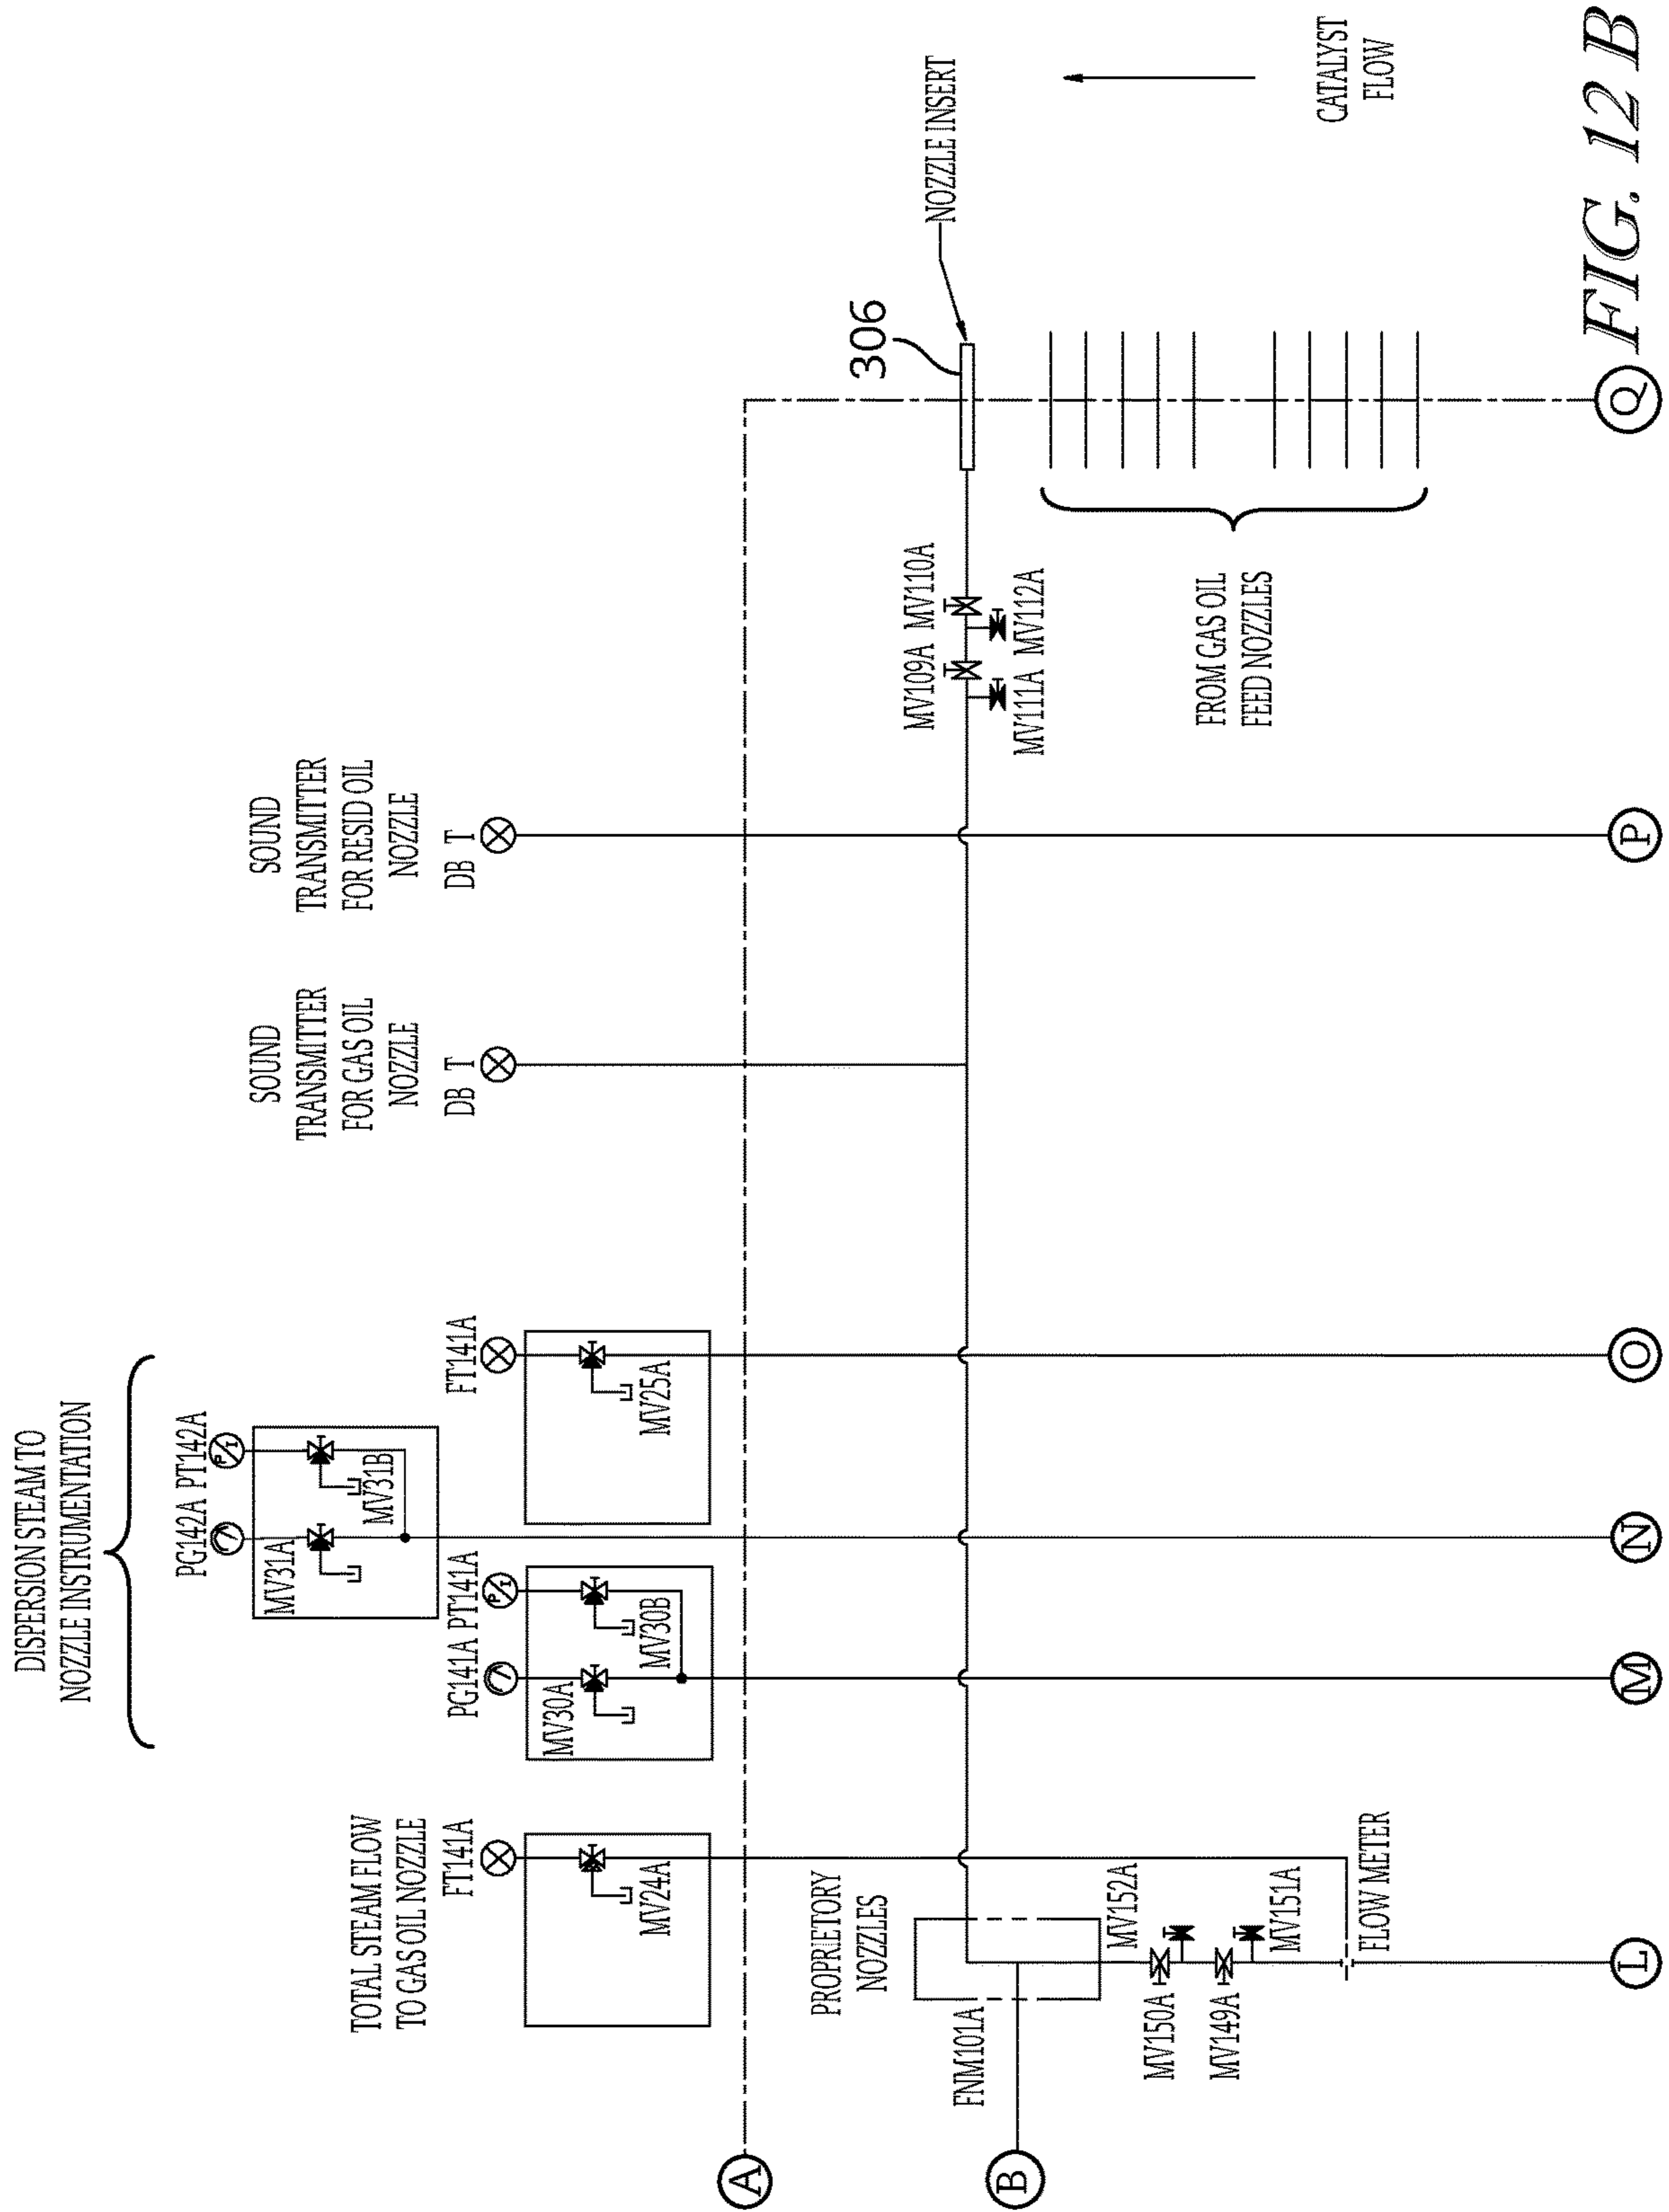 DISPERSION STEAM TO
NOZZLE INSTRUMENTATION
PG142A PT142A
P/I
MV31A
MV31B
TOTAL STEAM FLOW
TO GAS OIL NOZZLE
FT141A
MV24A
PG141A PT141A
P/I
MV30A
MV30B
FT141A
MV25A
SOUND
TRANSMITTER
FOR GAS OIL
NOZZLE
DB T
SOUND
TRANSMITTER
FOR RESID OIL
NOZZLE
DB T
A
PROPRIETORY
NOZZLES
FNM101A
B
MV152A
MV150A
MV149A
MV151A
FLOW METER
MV109A MV110A
MV111A MV112A
306
NOZZLE INSERT
FROM GAS OIL
FEED NOZZLES
CATALYST
FLOW
L
M
N
O
P
Q
FIG. 12 B